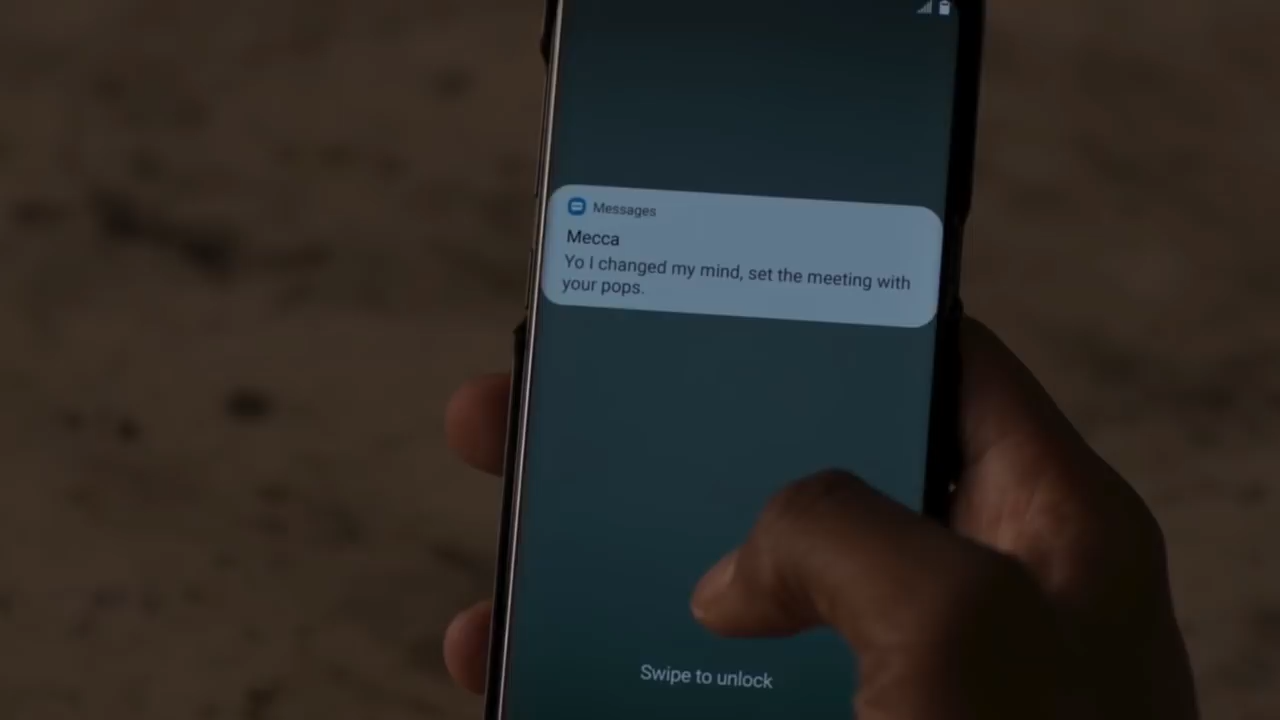 Messages
Mecca
Yo I changed my mind, set the meeting with
your pops.
Swipe to unlock